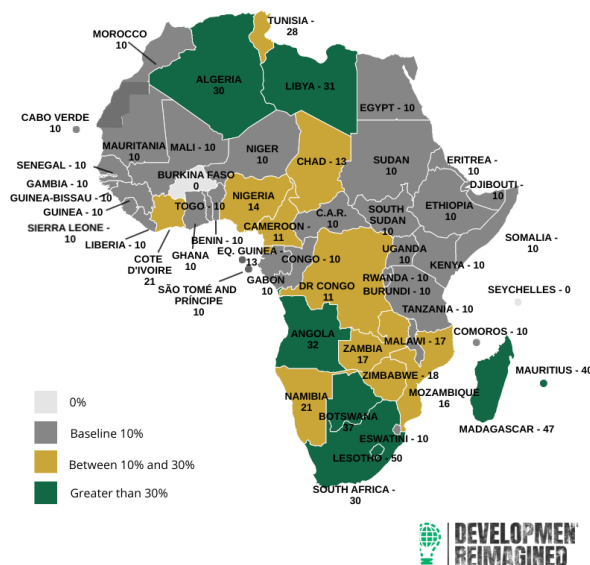 TUNISIA -
28
MOROCCO
10
ALGERIA
30
LIBYA - 31
EGYPT - 10
CABO VERDE
10
MAURITANIA
10
MALI - 10
NIGER
10
CHAD - 13
SUDAN
10
ERITREA -
10
SENEGAL - 10
GAMBIA - 10
GUINEA-BISSAU - 10
GUINEA - 10
SIERRA LEONE -
10
LIBERIA - 10
BURKINA FASO
0
DJIBOUTI -
10
TOGO - 10
NIGERIA
14
C.A.R.
10
SOUTH
SUDAN
10
ETHIOPIA
10
CAMEROON -
11
BENIN - 10
GHANA
10
COTE
D'IVOIRE
21
EQ. GUINEA -
13
SOMALIA -
10
UGANDA
10
KENYA - 10
CONGO - 10
GABON
10
SÃO TOMÉ AND
PRÍNCIPE
10
DR CONGO
11
RWANDA - 10
BURUNDI - 10
TANZANIA - 10
SEYCHELLES - 0
COMOROS - 10
ANGOLA
32
MALAWI - 17
ZAMBIA
17
ZIMBABWE - 18
MOZAMBIQUE
16
MAURITIUS - 40
NAMIBIA
21
BOTSWANA
37
MADAGASCAR - 47
ESWATINI - 10
LESOTHO - 50
SOUTH AFRICA -
30
0%
Baseline 10%
Between 10% and 30%
Greater than 30%
DEVELOPMEN
REIMAGINED